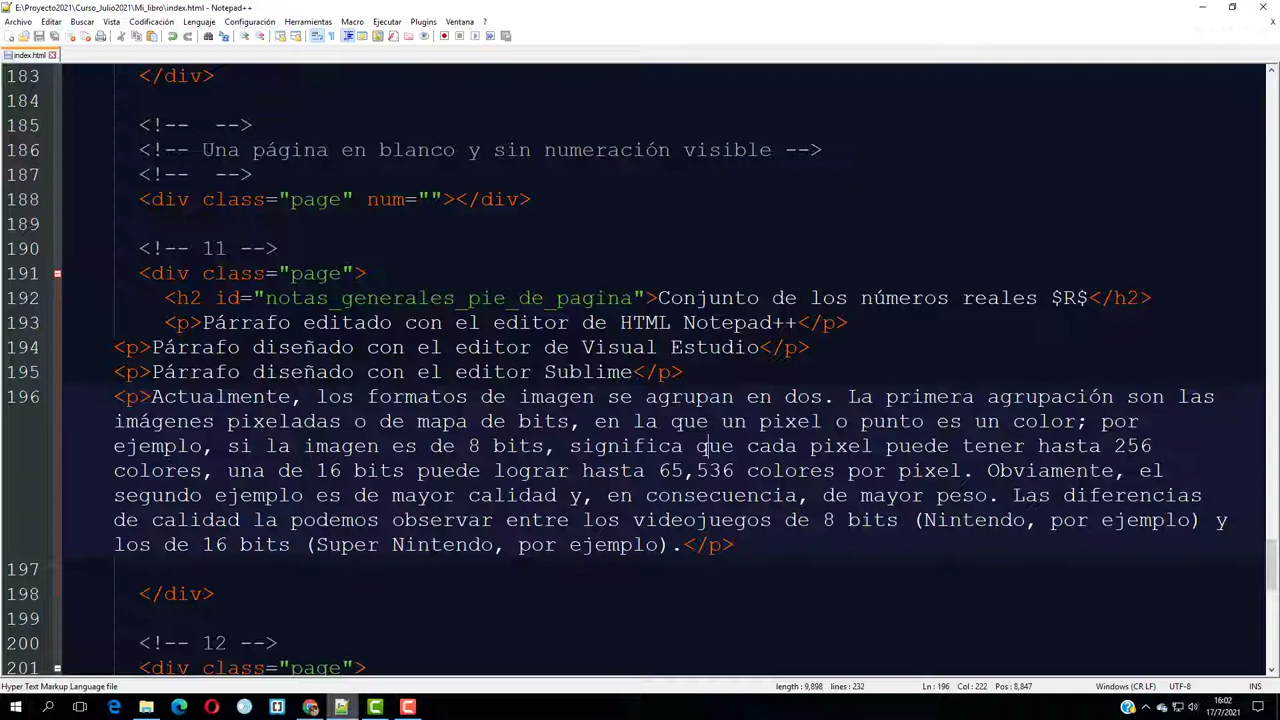 E:\Proyecto2021\Curso_Julio2021\Mi_libro\index.html - Notepad++
Archivo Editar Buscar Vista Codificación Lenguaje Configuración Herramientas Macro Ejecutar Plugins Ventana ?
index.html
183 </div>
184
185 <!-- -->
186 <!-- Una página en blanco y sin numeración visible -->
187 <!-- -->
188 <div class="page" num=""></div>
189
190 <!-- 11 -->
191 <div class="page">
192 <h2 id="notas_generales_pie_de_pagina">Conjunto de los números reales $R$</h2>
193 <p>Párrafo editado con el editor de HTML Notepad++</p>
194 <p>Párrafo diseñado con el editor de Visual Estudio</p>
195 <p>Párrafo diseñado con el editor Sublime</p>
196 <p>Actualmente, los formatos de imagen se agrupan en dos. La primera agrupación son las
imágenes pixeladas o de mapa de bits, en la que un pixel o punto es un color; por
ejemplo, si la imagen es de 8 bits, significa que cada pixel puede tener hasta 256
colores, una de 16 bits puede lograr hasta 65,536 colores por pixel. Obviamente, el
segundo ejemplo es de mayor calidad y, en consecuencia, de mayor peso. Las diferencias
de calidad la podemos observar entre los videojuegos de 8 bits (Nintendo, por ejemplo) y
los de 16 bits (Super Nintendo, por ejemplo).</p>
197
198 </div>
199
200 <!-- 12 -->
201 <div class="page">
Hyper Text Markup Language file length : 9,898 lines : 232 Ln : 196 Col : 222 Pos : 8,847 Windows (CR LF) UTF-8 INS
16:02
17/7/2021